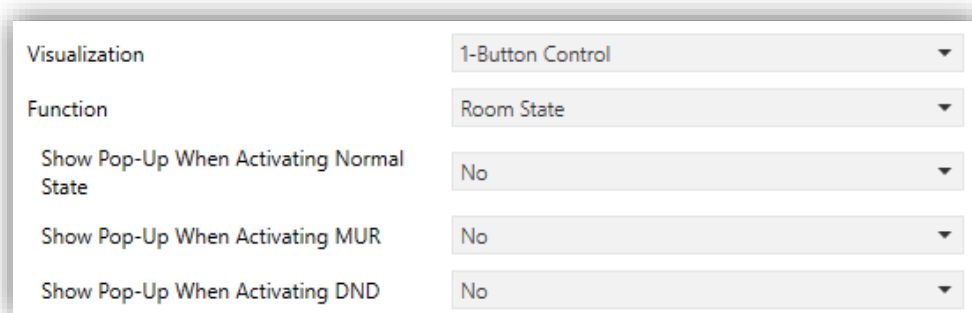 Visualization
1-Button Control
Function
Room State
Show Pop-Up When Activating Normal
State
No
Show Pop-Up When Activating MUR
No
Show Pop-Up When Activating DND
No